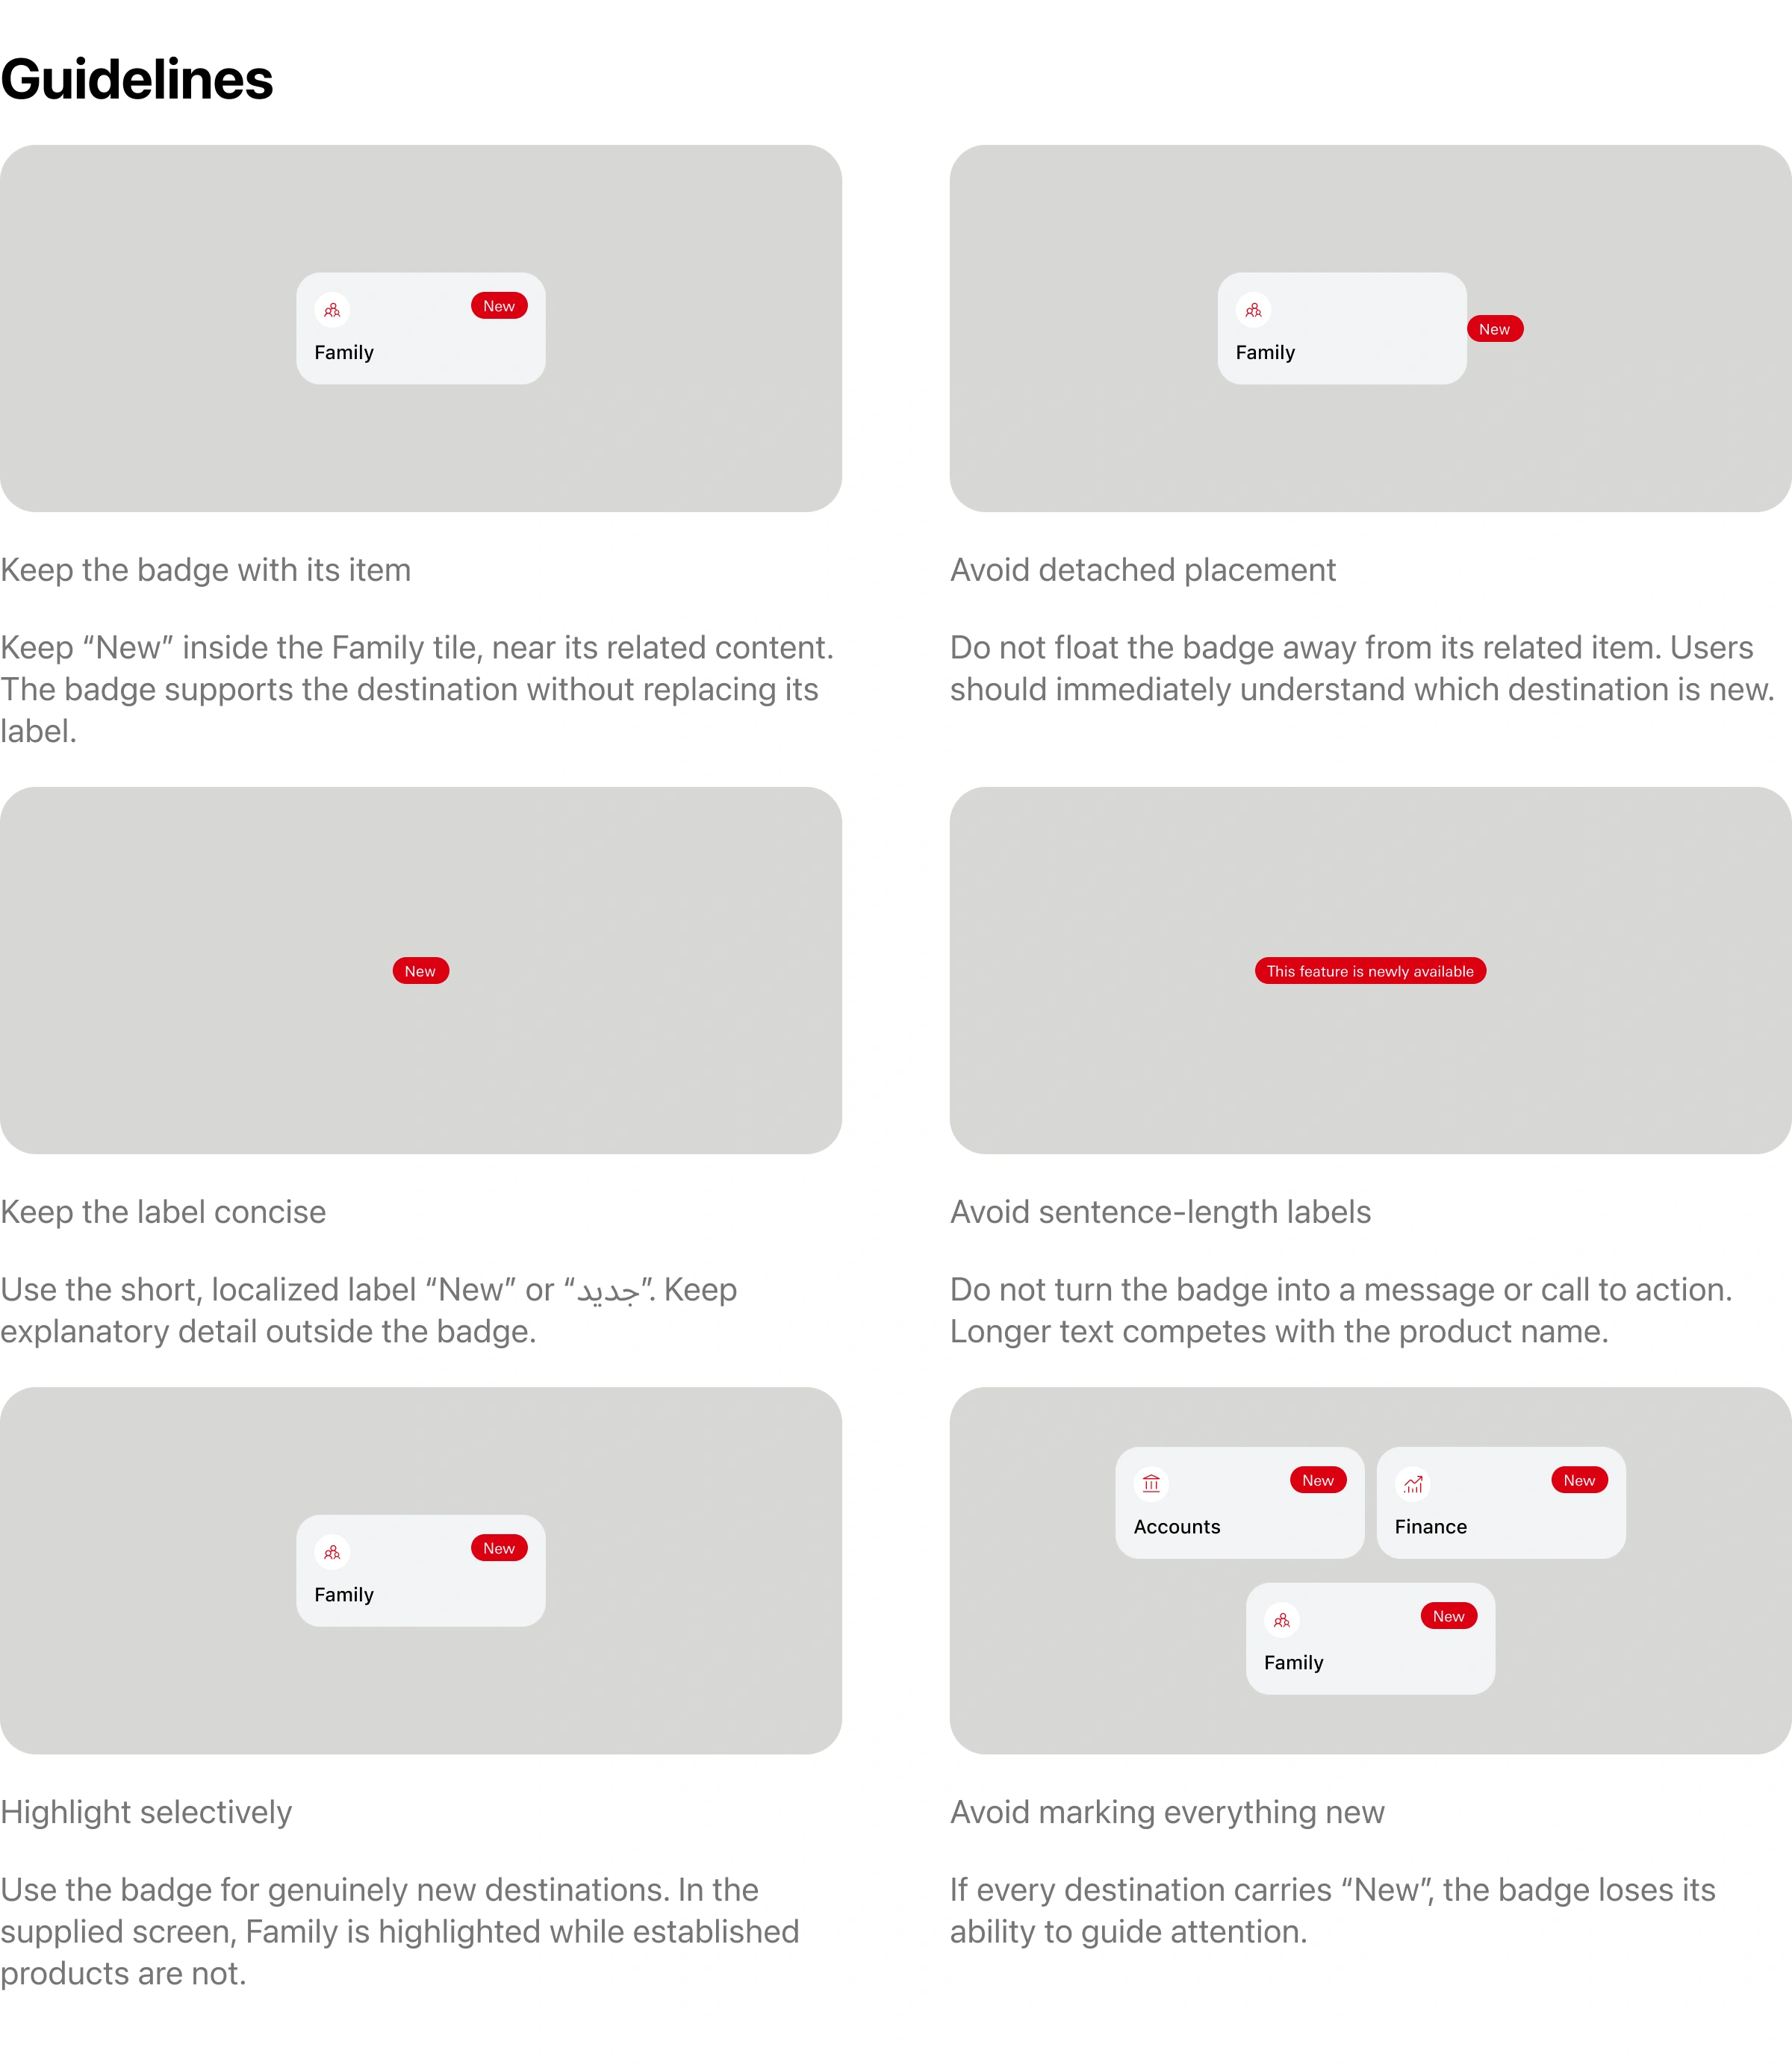 Guidelines
New
Family
New
Family
Keep the badge with its item
Keep “New” inside the Family tile, near its related content.
The badge supports the destination without replacing its
label.
Avoid detached placement
Do not float the badge away from its related item. Users
should immediately understand which destination is new.
New
This feature is newly available
Keep the label concise
Use the short, localized label “New” or “جديد”. Keep
explanatory detail outside the badge.
Avoid sentence-length labels
Do not turn the badge into a message or call to action.
Longer text competes with the product name.
New
Family
New
Accounts
New
Finance
New
Family
Highlight selectively
Use the badge for genuinely new destinations. In the
supplied screen, Family is highlighted while established
products are not.
Avoid marking everything new
If every destination carries “New”, the badge loses its
ability to guide attention.